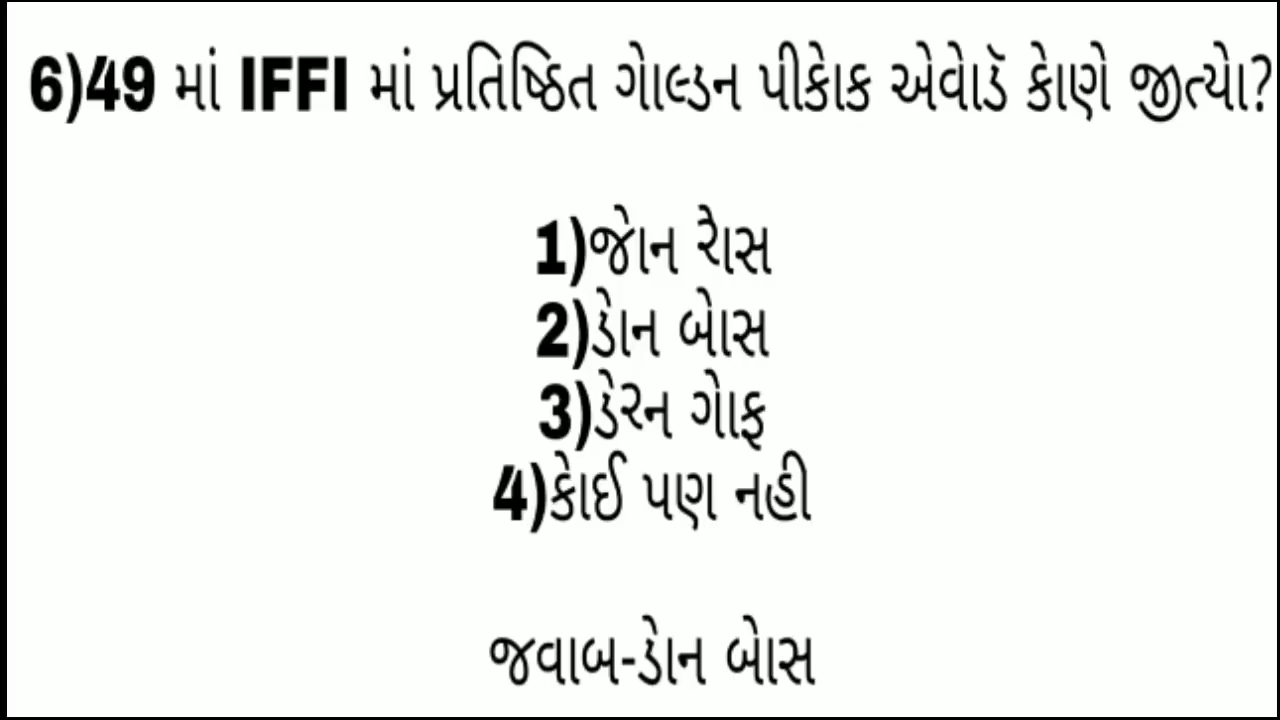 6)49 માં IFFI માં પ્રતિષ્ઠિત ગોલ્ડન પીકોક એવોર્ડ કોણે જીત્યો?
1)જોન રોસ
2)ડોન બોસ
3)ડેરન ગોફ
4)કોઈ પણ નહી
જવાબ-ડોન બોસ